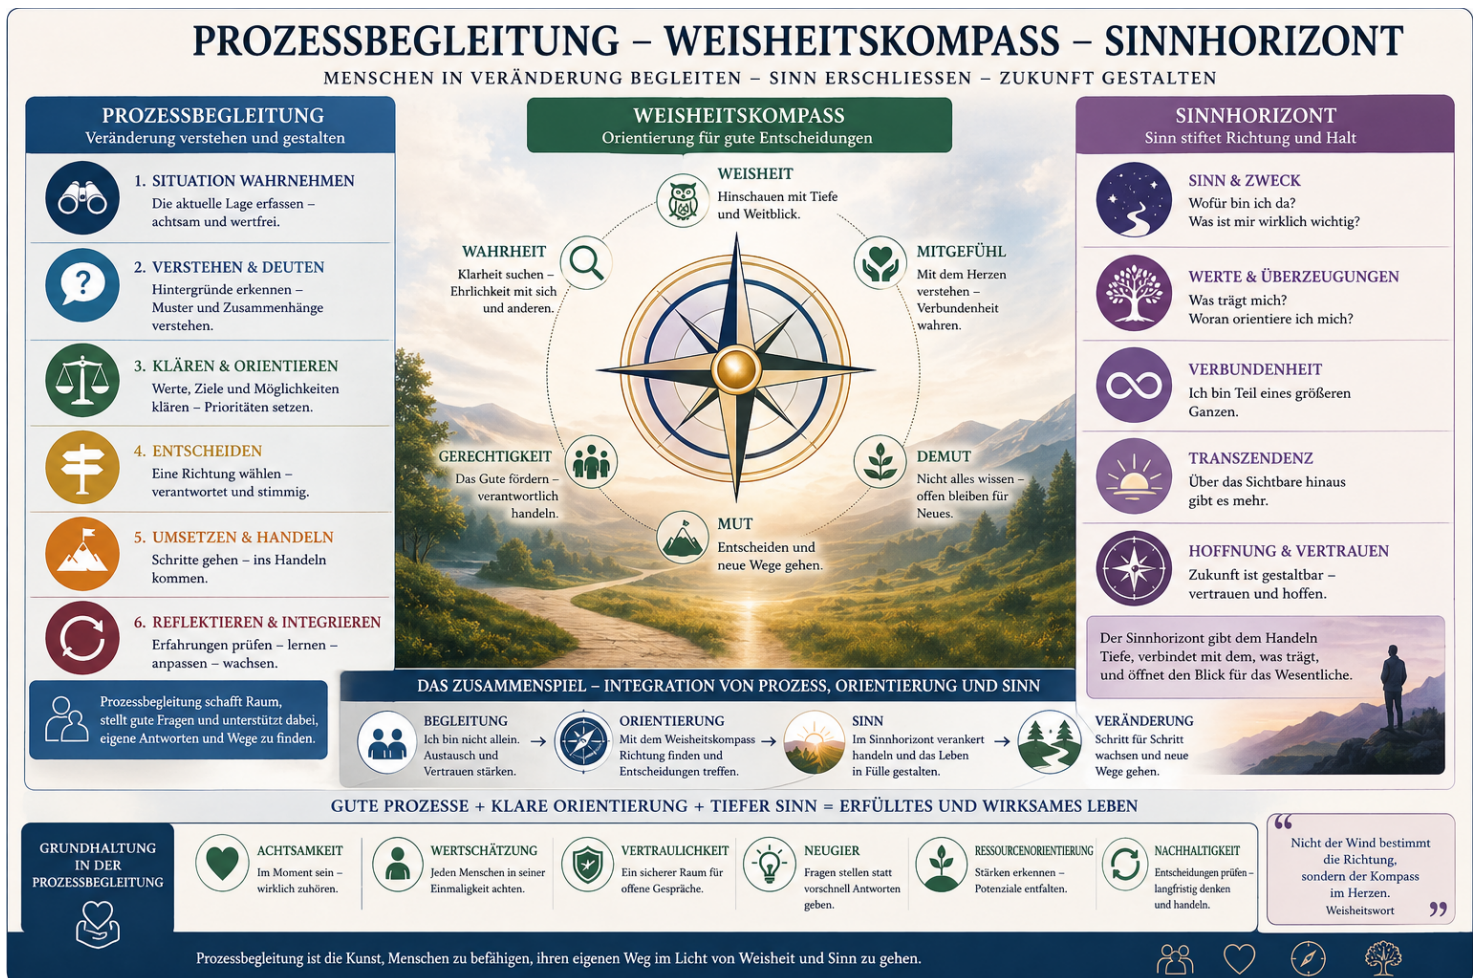 PROZESSBEGLEITUNG – WEISHEITSKOMPASS – SINNHORIZONT
MENSCHEN IN VERÄNDERUNG BEGLEITEN – SINN ERSCHLIESSEN – ZUKUNFT GESTALTEN
PROZESSBEGLEITUNG
Veränderung verstehen und gestalten
1. SITUATION WAHRNEHMEN
Die aktuelle Lage erfassen –
achtsam und wertfrei.
2. VERSTEHEN & DEUTEN
Hintergründe erkennen –
Muster und Zusammenhänge
verstehen.
3. KLÄREN & ORIENTIEREN
Werte, Ziele und Möglichkeiten
klären – Prioritäten setzen.
4. ENTSCHEIDEN
Eine Richtung wählen –
verantwortet und stimmig.
5. UMSETZEN & HANDELN
Schritte gehen – ins Handeln
kommen.
6. REFLEKTIEREN & INTEGRIEREN
Erfahrungen prüfen – lernen –
anpassen – wachsen.
Prozessbegleitung schafft Raum,
stellt gute Fragen und unterstützt dabei,
eigene Antworten und Wege zu finden.
WEISHEITSKOMPASS
Orientierung für gute Entscheidungen
WEISHEIT
Hinschauen mit Tiefe
und Weitblick.
WAHRHEIT
Klarheit suchen –
Ehrlichkeit mit sich
und anderen.
MITGEFÜHL
Mit dem Herzen
verstehen –
Verbundenheit
wahren.
GERECHTIGKEIT
Das Gute fördern –
verantwortlich
handeln.
DEMUT
Nicht alles wissen –
offen bleiben für
Neues.
MUT
Entscheiden und
neue Wege gehen.
SINNHORIZONT
Sinn stiftet Richtung und Halt
SINN & ZWECK
Wofür bin ich da?
Was ist mir wirklich wichtig?
WERTE & ÜBERZEUGUNGEN
Was trägt mich?
Woran orientiere ich mich?
VERBUNDENHEIT
Ich bin Teil eines größeren
Ganzen.
TRANSZENDENZ
Über das Sichtbare hinaus
gibt es mehr.
HOFFNUNG & VERTRAUEN
Zukunft ist gestaltbar –
vertrauen und hoffen.
Der Sinnhorizont gibt dem Handeln
Tiefe, verbindet mit dem, was trägt,
und öffnet den Blick für das Wesentliche.
DAS ZUSAMMENSPIEL – INTEGRATION VON PROZESS, ORIENTIERUNG UND SINN
BEGLEITUNG
Ich bin nicht allein.
Austausch und
Vertrauen stärken.
→
ORIENTIERUNG
Mit dem Weisheitskompass
Richtung finden und
Entscheidungen treffen.
→
SINN
Im Sinnhorizont verankert
handeln und das Leben
in Fülle gestalten.
→
VERÄNDERUNG
Schritt für Schritt
wachsen und neue
Wege gehen.
GUTE PROZESSE + KLARE ORIENTIERUNG + TIEFER SINN = ERFÜLLTES UND WIRKSAMES LEBEN
GRUNDHALTUNG
IN DER
PROZESSBEGLEITUNG
ACHTSAMKEIT
Im Moment sein –
wirklich zuhören.
WERTSCHÄTZUNG
Jeden Menschen in seiner
Einmaligkeit achten.
VERTRAULICHKEIT
Ein sicherer Raum für
offene Gespräche.
NEUGIER
Fragen stellen statt
vorschnell Antworten
geben.
RESSOURCENORIENTIERUNG
Stärken erkennen –
Potenziale entfalten.
NACHHALTIGKEIT
Entscheidungen prüfen –
langfristig denken
und handeln.
“
Nicht der Wind bestimmt
die Richtung,
sondern der Kompass
im Herzen.
Weisheitswort
”
Prozessbegleitung ist die Kunst, Menschen zu befähigen, ihren eigenen Weg im Licht von Weisheit und Sinn zu gehen.